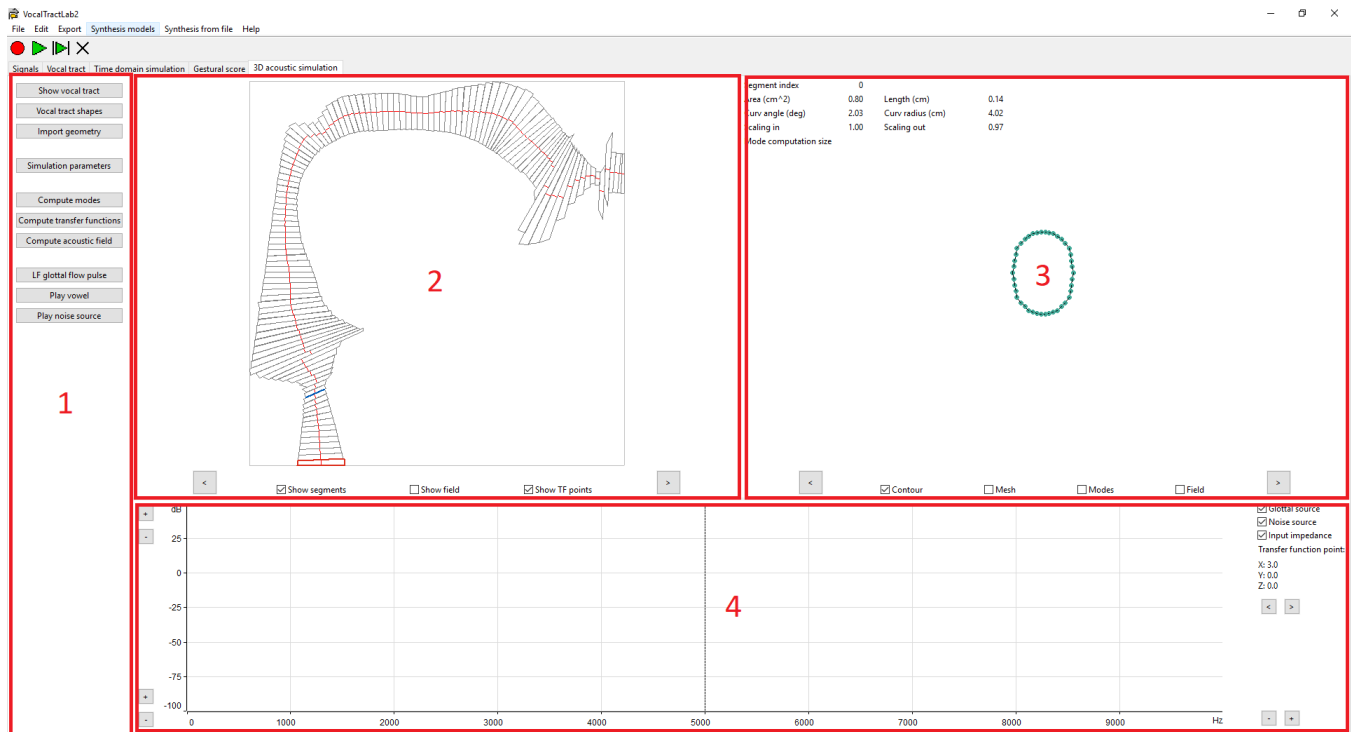 VocalTractLab2
File Edit Export Synthesis models Synthesis from file Help
Signals Vocal tract Time domain simulation Gestural score 3D acoustic simulation
Show vocal tract
Vocal tract shapes
Import geometry
Simulation parameters
Compute modes
Compute transfer functions
Compute acoustic field
LF glottal flow pulse
Play vowel
Play noise source
1
2
< Show segments Show field Show TF points >
Segment index 0
Area (cm^2) 0.80 Length (cm) 0.14
Curv angle (deg) 2.03 Curv radius (cm) 4.02
Scaling in 1.00 Scaling out 0.97
Mode computation size
3
< Contour Mesh Modes Field >
+
-
dB
25
0
-25
-50
-75
-100
+
-
4
0 1000 2000 3000 4000 5000 6000 7000 8000 9000 Hz
Glottal source
Noise source
Input impedance
Transfer function point:
X: 3.0
Y: 0.0
Z: 0.0
< >
- +